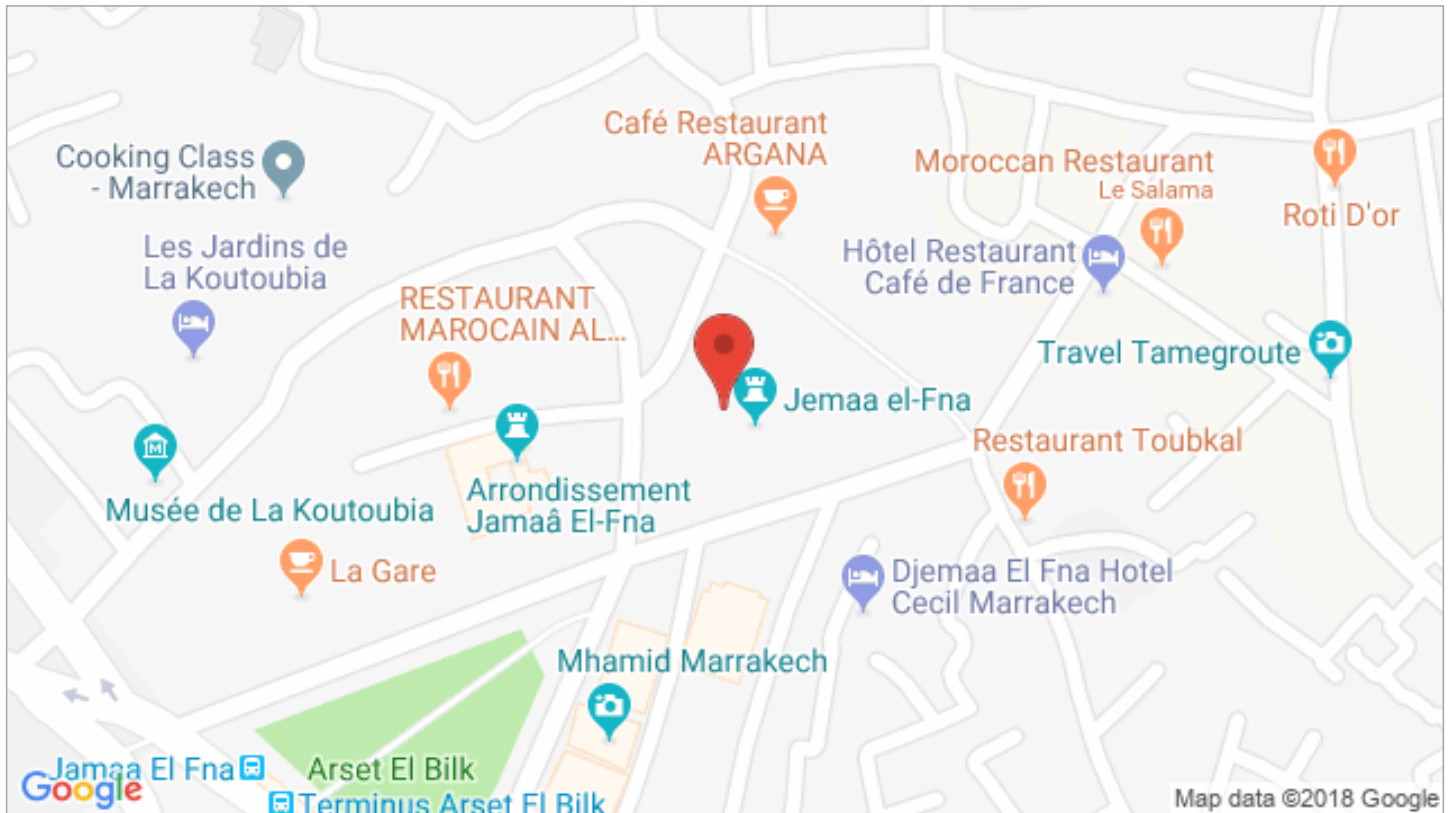 Café Restaurant
ARGANA
Cooking Class
- Marrakech
Moroccan Restaurant
Le Salama
Roti D'or
Les Jardins de
La Koutoubia
Hôtel Restaurant
Café de France
RESTAURANT
MAROCAIN AL...
Travel Tamegroute
Jemaa el-Fna
Restaurant Toubkal
Musée de La Koutoubia
M
Arrondissement
Jamaâ El-Fna
La Gare
Djemaa El Fna Hotel
Cecil Marrakech
Mhamid Marrakech
Jamaa El Fna
Arset El Bilk
Google
Terminus Arset El Bilk
Map data ©2018 Google